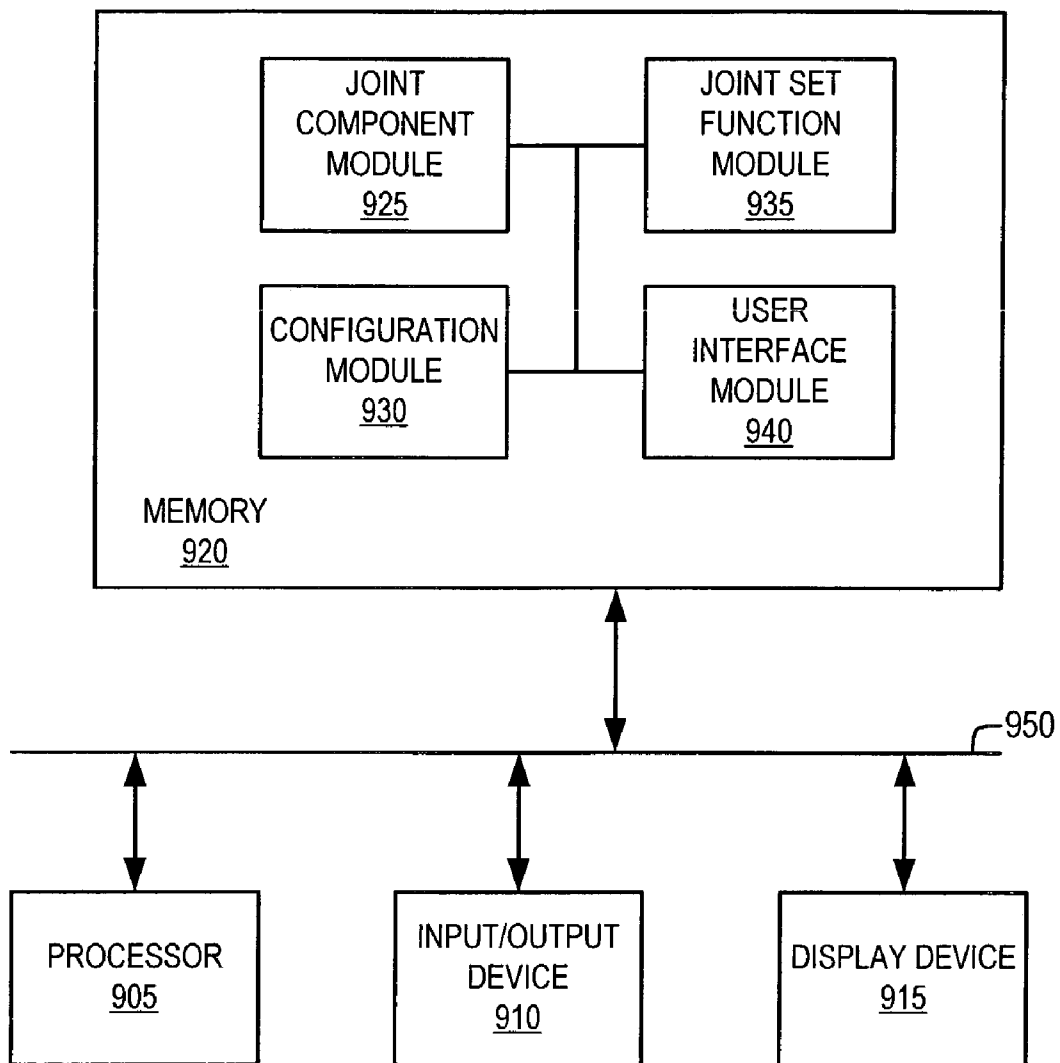 JOINT
COMPONENT
MODULE
925
JOINT SET
FUNCTION
MODULE
935
CONFIGURATION
MODULE
930
USER
INTERFACE
MODULE
940
MEMORY
920
950
PROCESSOR
905
INPUT/OUTPUT
DEVICE
910
DISPLAY DEVICE
915